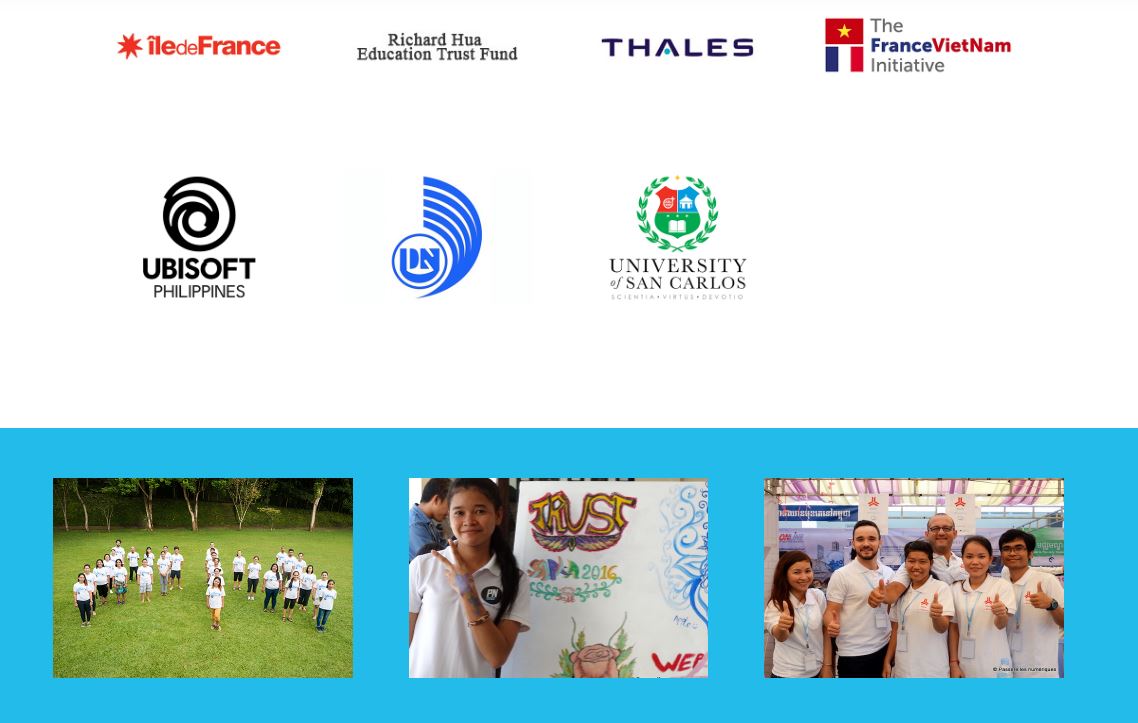 îledeFrance
Richard Hua
Education Trust Fund
THALES
The
FranceVietNam
Initiative
UBISOFT
PHILIPPINES
DN
UNIVERSITY
of SAN CARLOS
SCIENTIA • VIRTUS • DEVOTIO
TRUST
2016
PN
WEP
© Passerelles numériques